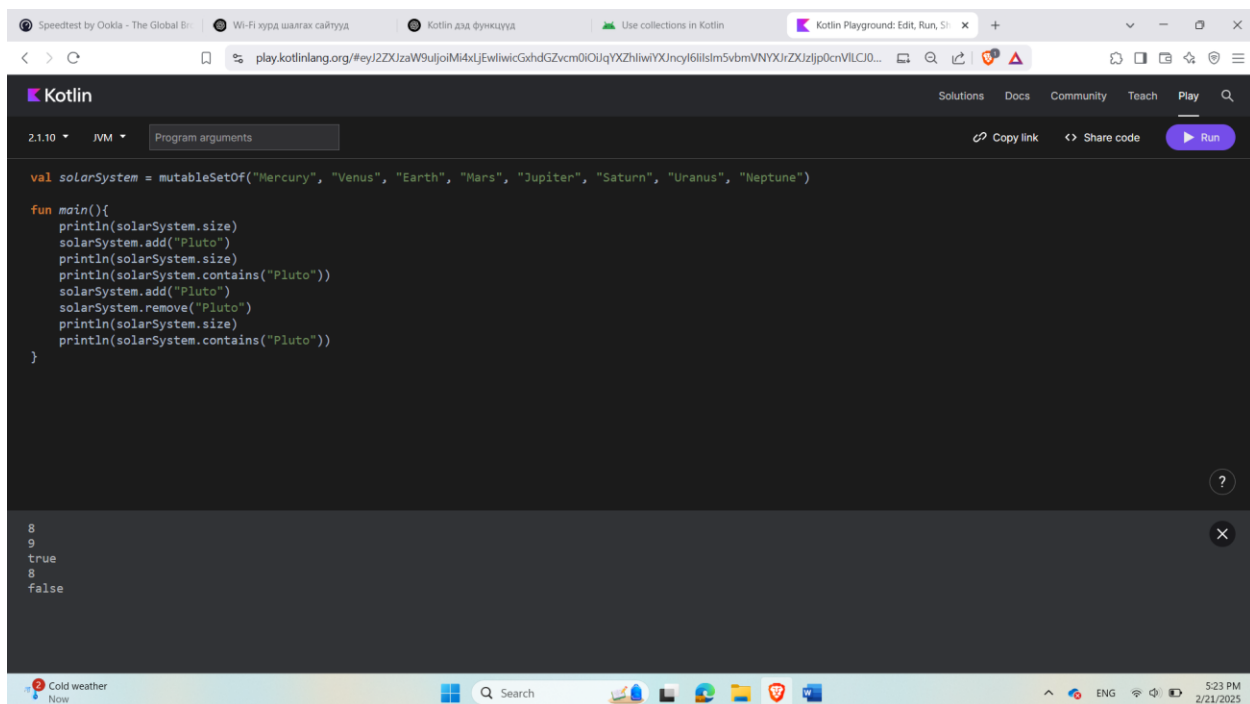 Speedtest by Ookla - The Global Bro
Wi-Fi хурд шалгах сайтууд
Kotlin дэд функцууд
Use collections in Kotlin
Kotlin Playground: Edit, Run, Sh
Kotlin
Solutions Docs Community Teach Play
2.1.10 JVM Program arguments Copy link Share code Run
val solarSystem = mutableSetOf("Mercury", "Venus", "Earth", "Mars", "Jupiter", "Saturn", "Uranus", "Neptune")
fun main(){
println(solarSystem.size)
solarSystem.add("Pluto")
println(solarSystem.size)
println(solarSystem.contains("Pluto"))
solarSystem.add("Pluto")
solarSystem.remove("Pluto")
println(solarSystem.size)
println(solarSystem.contains("Pluto"))
}
?
8
9
true
8
false
2 Cold weather
Now
Search
ENG
5:23 PM
2/21/2025